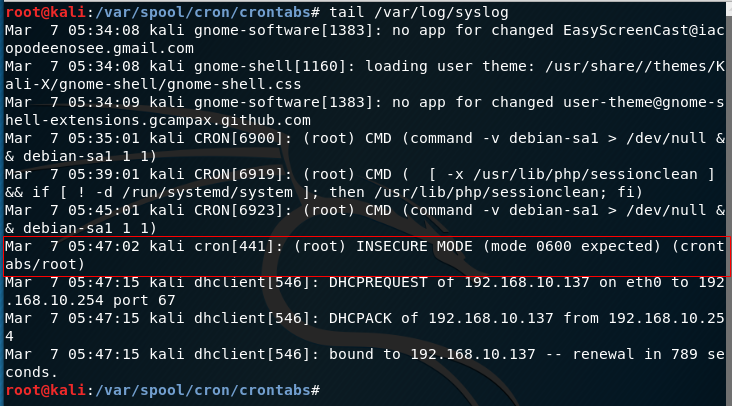 root@kali:/var/spool/cron/crontabs# tail /var/log/syslog
Mar  7 05:34:08 kali gnome-software[1383]: no app for changed EasyScreenCast@iac
opodeenosee.gmail.com
Mar  7 05:34:08 kali gnome-shell[1160]: loading user theme: /usr/share//themes/K
ali-X/gnome-shell/gnome-shell.css
Mar  7 05:34:09 kali gnome-software[1383]: no app for changed user-theme@gnome-s
hell-extensions.gcampax.github.com
Mar  7 05:35:01 kali CRON[6900]: (root) CMD (command -v debian-sa1 > /dev/null &
& debian-sa1 1 1)
Mar  7 05:39:01 kali CRON[6919]: (root) CMD (  [ -x /usr/lib/php/sessionclean ] 
&& if [ ! -d /run/systemd/system ]; then /usr/lib/php/sessionclean; fi)
Mar  7 05:45:01 kali CRON[6923]: (root) CMD (command -v debian-sa1 > /dev/null &
& debian-sa1 1 1)
Mar  7 05:47:02 kali cron[441]: (root) INSECURE MODE (mode 0600 expected) (cront
abs/root)
Mar  7 05:47:15 kali dhclient[546]: DHCPREQUEST of 192.168.10.137 on eth0 to 192
.168.10.254 port 67
Mar  7 05:47:15 kali dhclient[546]: DHCPACK of 192.168.10.137 from 192.168.10.25
4
Mar  7 05:47:15 kali dhclient[546]: bound to 192.168.10.137 -- renewal in 789 se
conds.
root@kali:/var/spool/cron/crontabs#